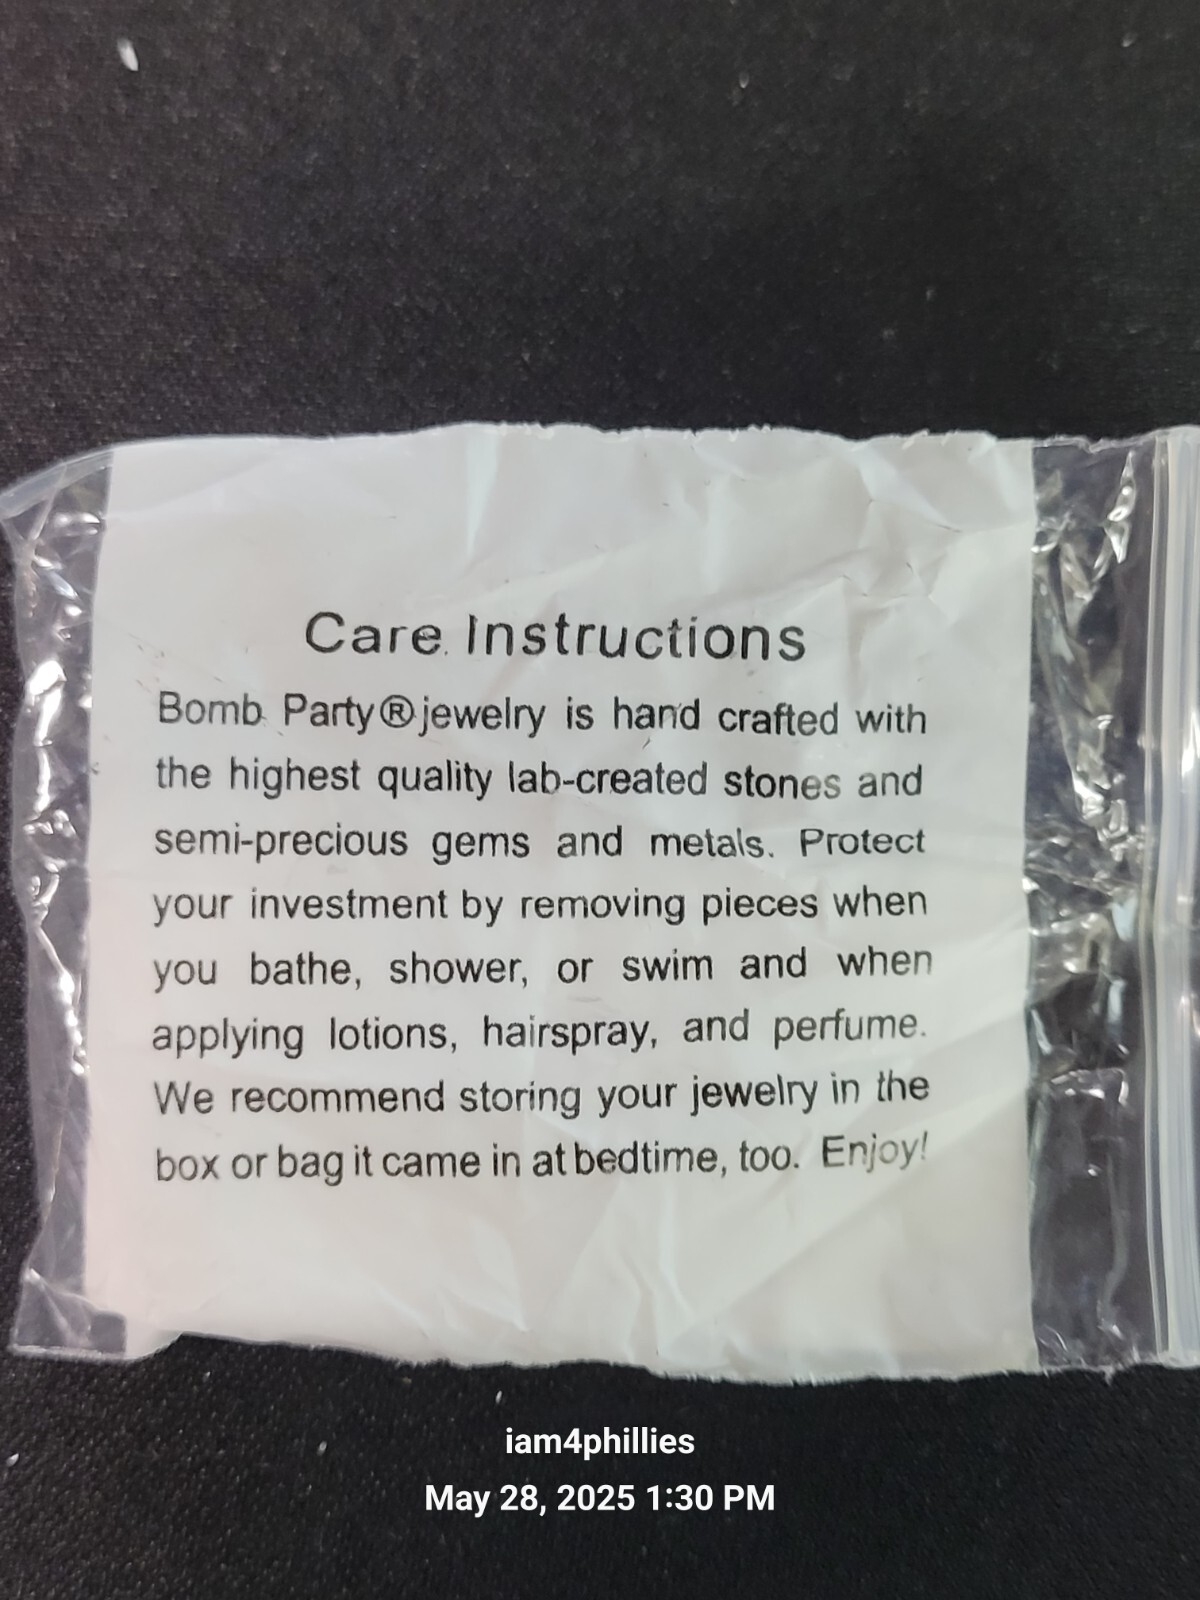 Care Instructions
Bomb Party® jewelry is hand crafted with
the highest quality lab-created stones and
semi-precious gems and metals. Protect
your investment by removing pieces when
you bathe, shower, or swim and when
applying lotions, hairspray, and perfume.
We recommend storing your jewelry in the
box or bag it came in at bedtime, too. Enjoy!
iam4phillies
May 28, 2025 1:30 PM